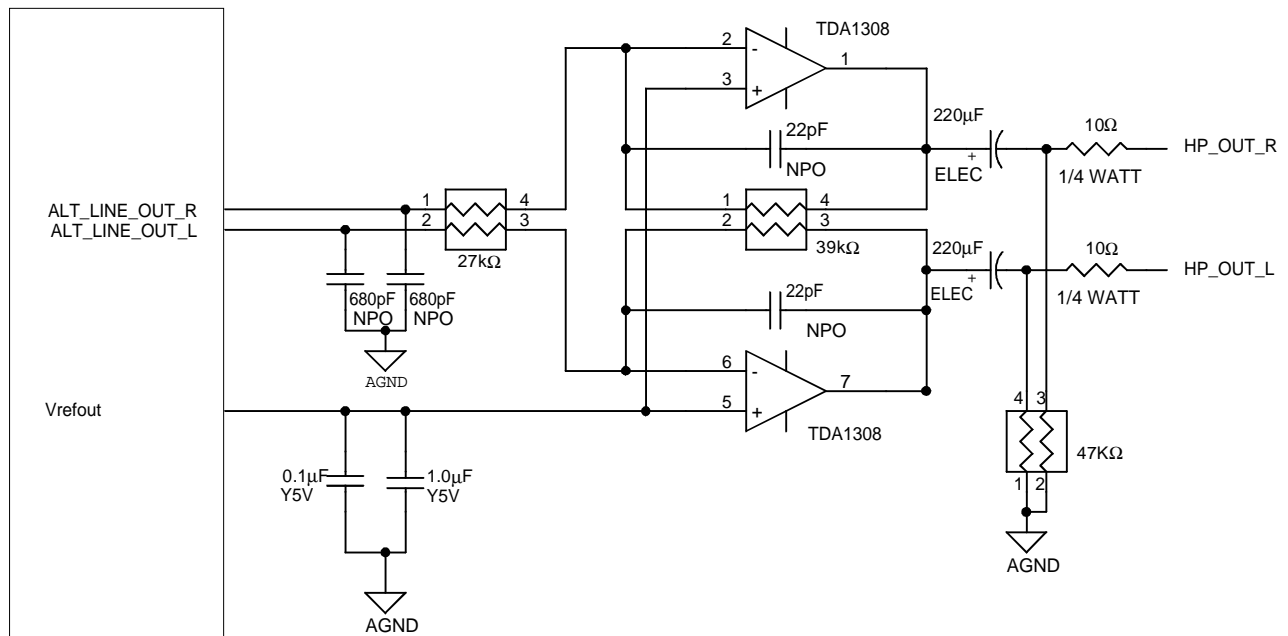 TDA1308
2
-
1
3
+
220µF
+
ELEC
10Ω
1/4 WATT
HP_OUT_R
22pF
NPO
ALT_LINE_OUT_R
ALT_LINE_OUT_L
1
4
2
3
27kΩ
1
4
2
3
39kΩ
220µF
+
ELEC
10Ω
1/4 WATT
HP_OUT_L
680pF
NPO
680pF
NPO
AGND
22pF
NPO
6
-
7
5
+
TDA1308
Vrefout
0.1µF
Y5V
1.0µF
Y5V
AGND
4
3
47KΩ
1
2
AGND